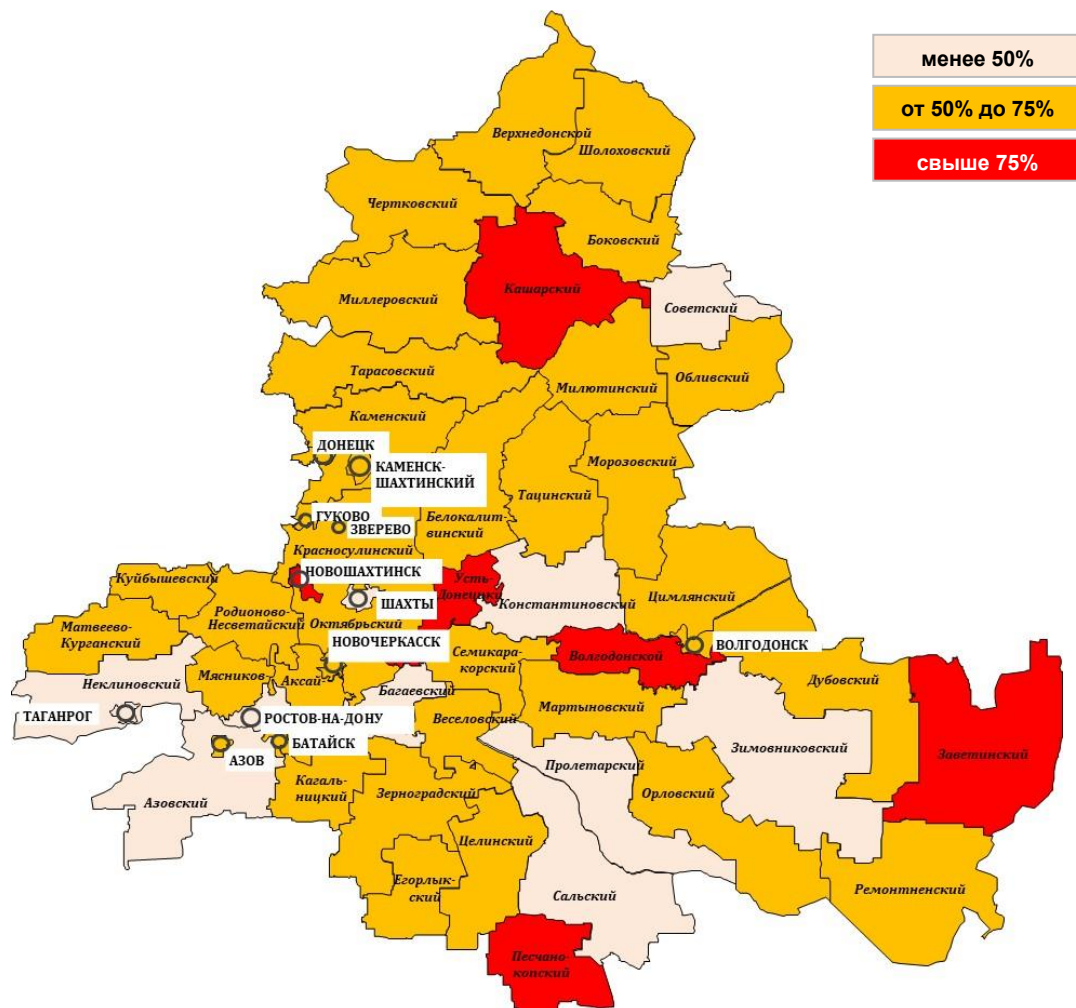 менее 50%
от 50% до 75%
свыше 75%
Верхнедонской
Шолоховский
Чертковский
Боковский
Кашарский
Миллеровский
Советский
Тарасовский
Милютинский
Обливский
Каменский
ДОНЕЦК
КАМЕНСК-
ШАХТИНСКИЙ
Морозовский
Тацинский
ГУКОВО
ЗВЕРЕВО
Белокалит-
винский
Красносулинский
НОВОШАХТИНСК
Куйбышевский
Усть-
Донецкий
Константиновский
ШАХТЫ
Цимлянский
Родионово-
Несветайский
Октябрьский
Матвеево-
Курганский
НОВОЧЕРКАССК
ВОЛГОДОНСК
Семикара-
корский
Волгодонской
Неклиновский
Мясников
Аксай
Багаевский
Дубовский
Мартыновский
ТАГАНРОГ
РОСТОВ-НА-ДОНУ
Веселовский
БАТАЙСК
Зимовниковский
Заветинский
АЗОВ
Пролетарский
Кагаль-
ницкий
Зерноградский
Орловский
Азовский
Целинский
Егорлык-
ский
Сальский
Ремонтненский
Песчано-
копский